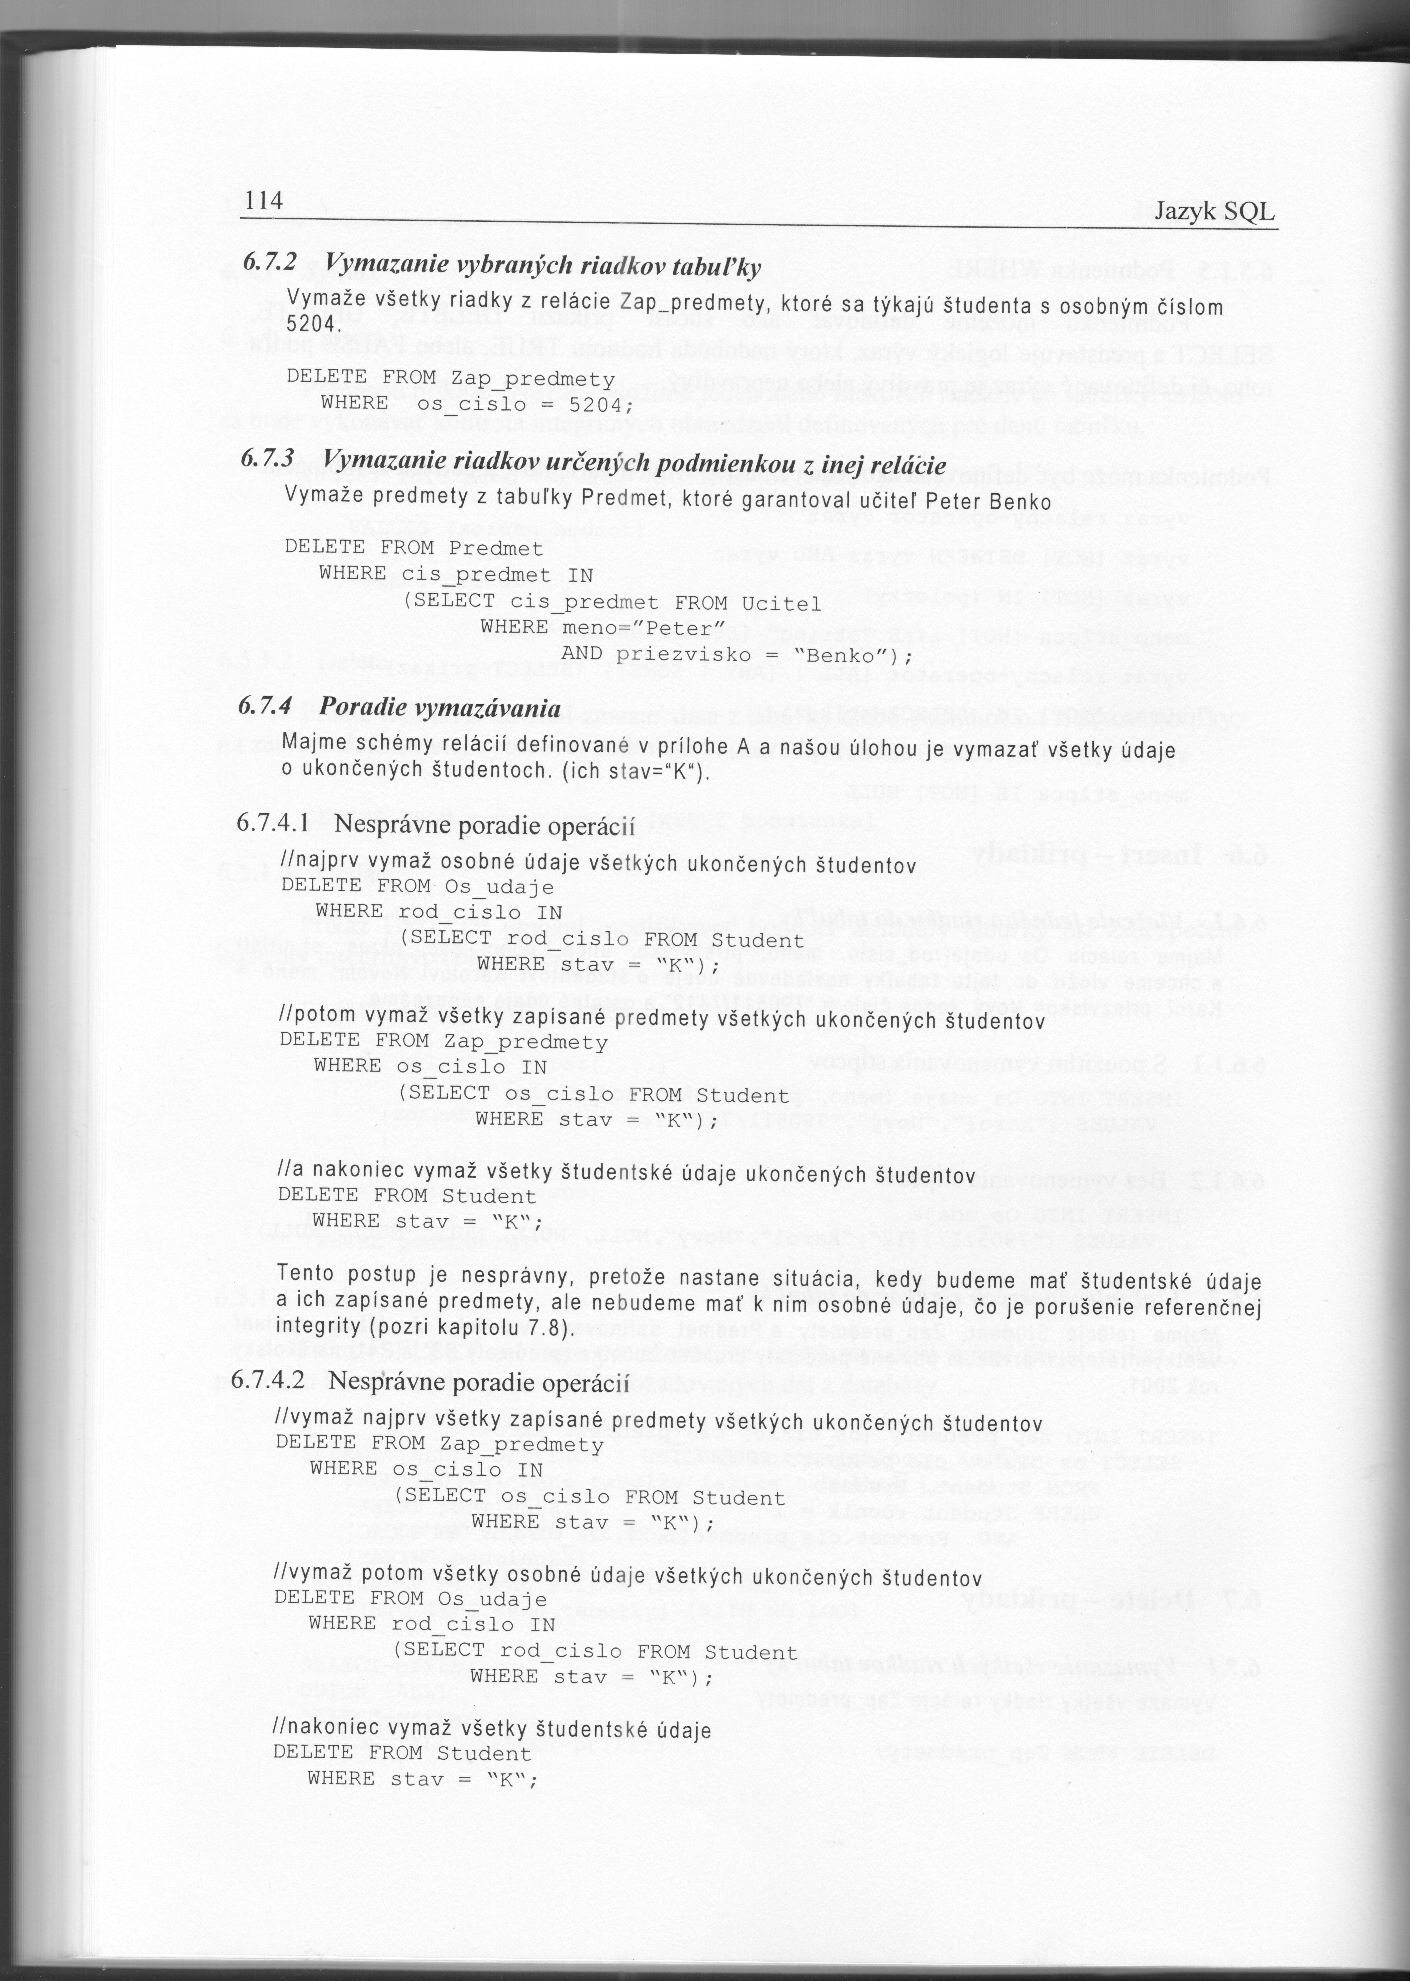 114
Jazyk SQL
6.7.2 Vymazanie vybraných riadkov tabuľky
Vymaže všetky riadky z relácie Zap_predmety, ktoré sa týkajú študenta s osobným číslom
5204.
DELETE FROM Zap_predmety
WHERE os_cislo = 5204;
6.7.3 Vymazanie riadkov určených podmienkou z inej relácie
Vymaže predmety z tabuľky Predmet, ktoré garantoval učiteľ Peter Benko
DELETE FROM Predmet
WHERE cis_predmet IN
(SELECT cis_predmet FROM Ucitel
WHERE meno="Peter"
AND priezvisko = "Benko");
6.7.4 Poradie vymazávania
Majme schémy relácií definované v prílohe A a našou úlohou je vymazať všetky údaje
o ukončených študentoch. (ich stav="K").
6.7.4.1 Nesprávne poradie operácií
//najprv vymaž osobné údaje všetkých ukončených študentov
DELETE FROM Os_udaje
WHERE rod_cislo IN
(SELECT rod_cislo FROM Student
WHERE stav = "K");
//potom vymaž všetky zapísané predmety všetkých ukončených študentov
DELETE FROM Zap_predmety
WHERE os_cislo IN
(SELECT os_cislo FROM Student
WHERE stav = "K");
//a nakoniec vymaž všetky študentské údaje ukončených študentov
DELETE FROM Student
WHERE stav = "K";
Tento postup je nesprávny, pretože nastane situácia, kedy budeme mať študentské údaje
a ich zapísané predmety, ale nebudeme mať k nim osobné údaje, čo je porušenie referenčnej
integrity (pozri kapitolu 7.8).
6.7.4.2 Nesprávne poradie operácií
//vymaž najprv všetky zapísané predmety všetkých ukončených študentov
DELETE FROM Zap_predmety
WHERE os_cislo IN
(SELECT os_cislo FROM Student
WHERE stav = "K");
//vymaž potom všetky osobné údaje všetkých ukončených študentov
DELETE FROM Os_udaje
WHERE rod_cislo IN
(SELECT rod_cislo FROM Student
WHERE stav = "K");
//nakoniec vymaž všetky študentské údaje
DELETE FROM Student
WHERE stav = "K";